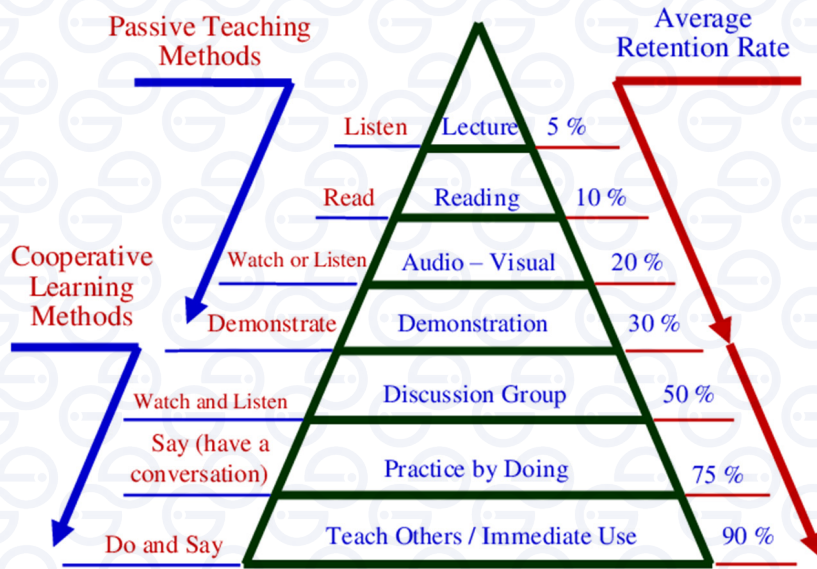 Passive Teaching
Methods
Average
Retention Rate
Listen Lecture 5 %
Read Reading 10 %
Cooperative
Learning
Methods
Watch or Listen Audio – Visual 20 %
Demonstrate Demonstration 30 %
Watch and Listen Discussion Group 50 %
Say (have a
conversation) Practice by Doing 75 %
Do and Say Teach Others / Immediate Use 90 %